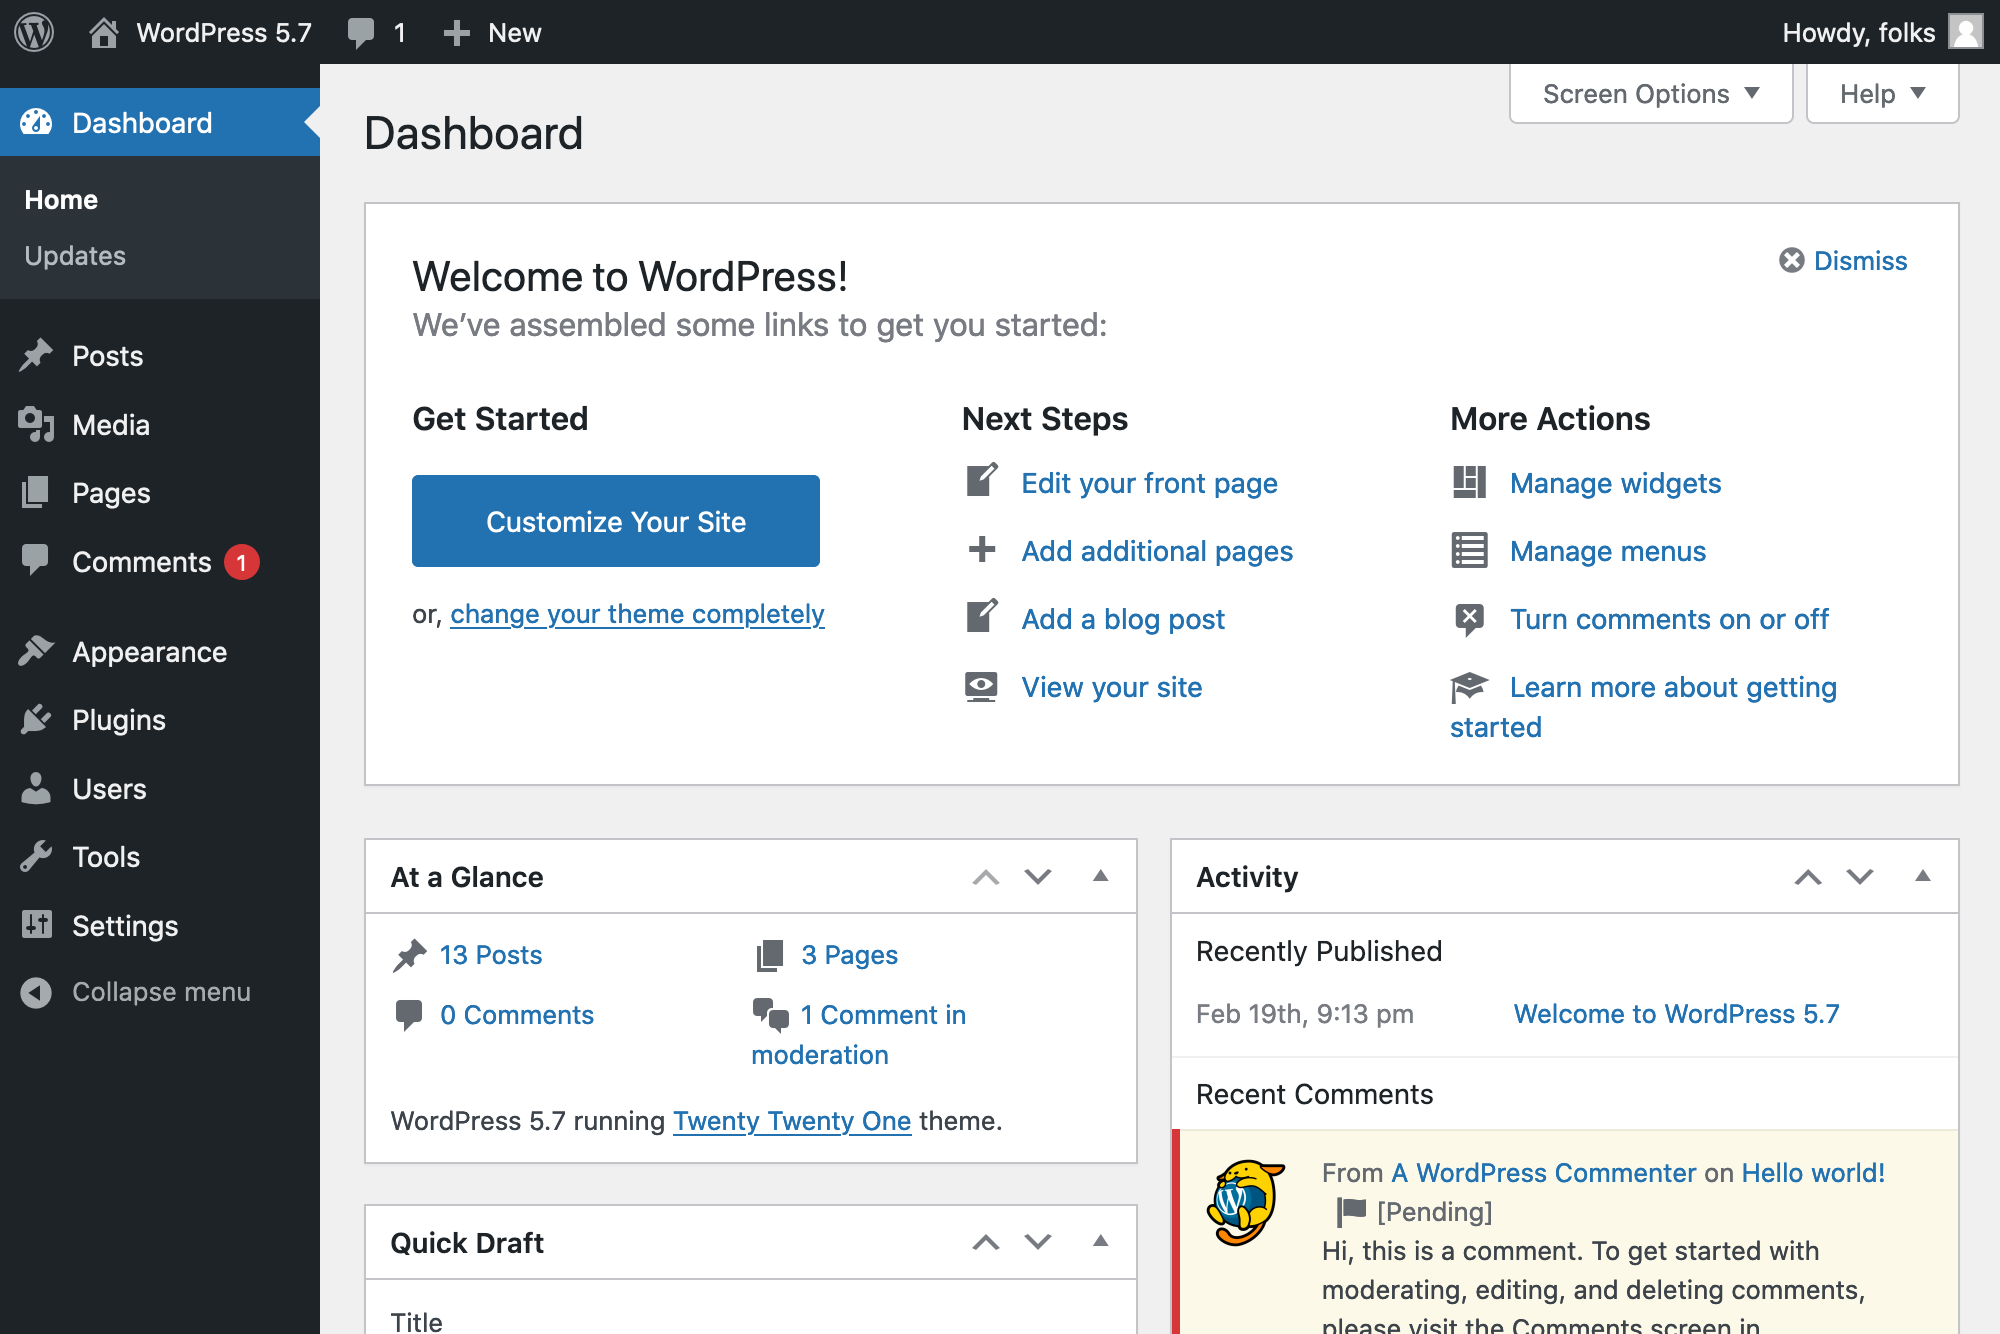 WordPress 5.7
1
New
Howdy, folks
Dashboard
Home
Updates
Posts
Media
Pages
Comments 1
Appearance
Plugins
Users
Tools
Settings
Collapse menu
Screen Options
Help
Dashboard
Welcome to WordPress!
Dismiss
We’ve assembled some links to get you started:
Get Started
Customize Your Site
or, change your theme completely
Next Steps
Edit your front page
Add additional pages
Add a blog post
View your site
More Actions
Manage widgets
Manage menus
Turn comments on or off
Learn more about getting
started
At a Glance
13 Posts
3 Pages
0 Comments
1 Comment in
moderation
WordPress 5.7 running Twenty Twenty One theme.
Quick Draft
Title
Activity
Recently Published
Feb 19th, 9:13 pm
Welcome to WordPress 5.7
Recent Comments
From A WordPress Commenter on Hello world!
[Pending]
Hi, this is a comment. To get started with
moderating, editing, and deleting comments,
please visit the Comments screen in